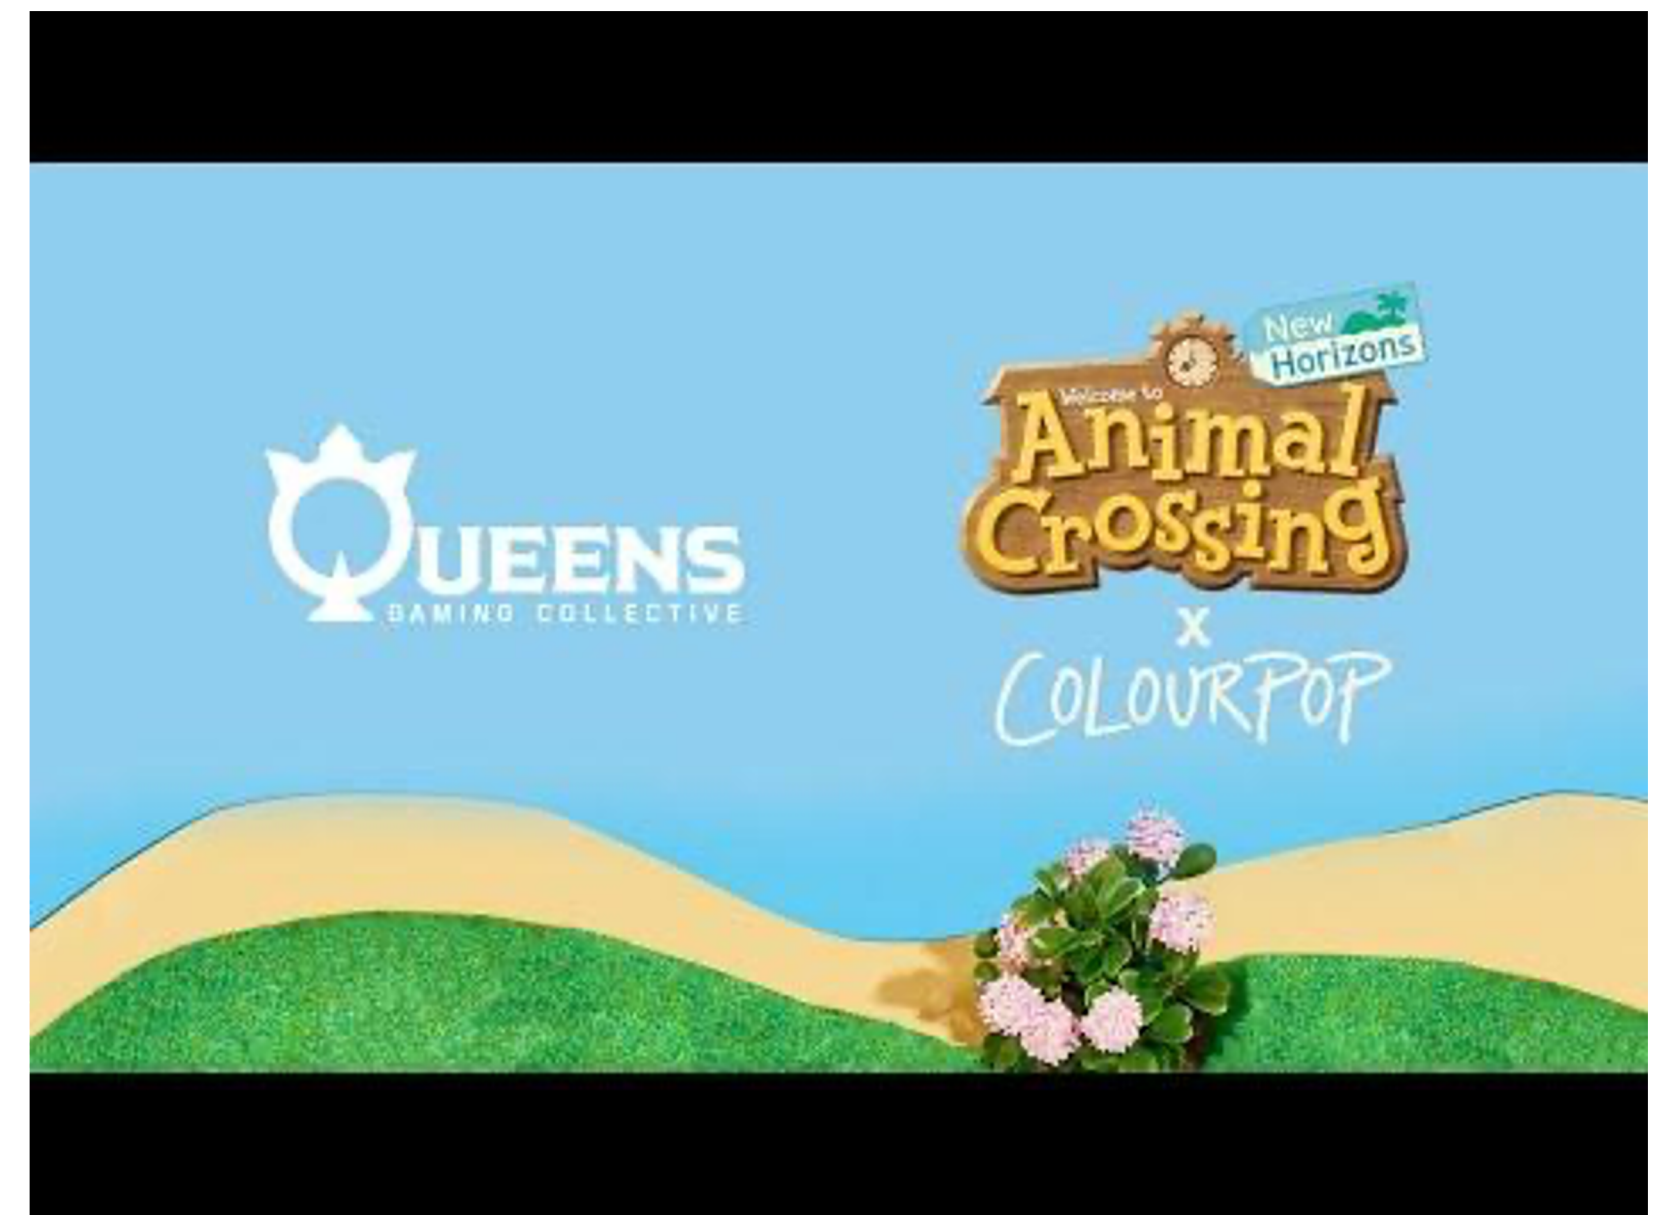 QUEENS
GAMING COLLECTIVE
New
Horizons
Welcome to
Animal
Crossing
x
COLOURPOP